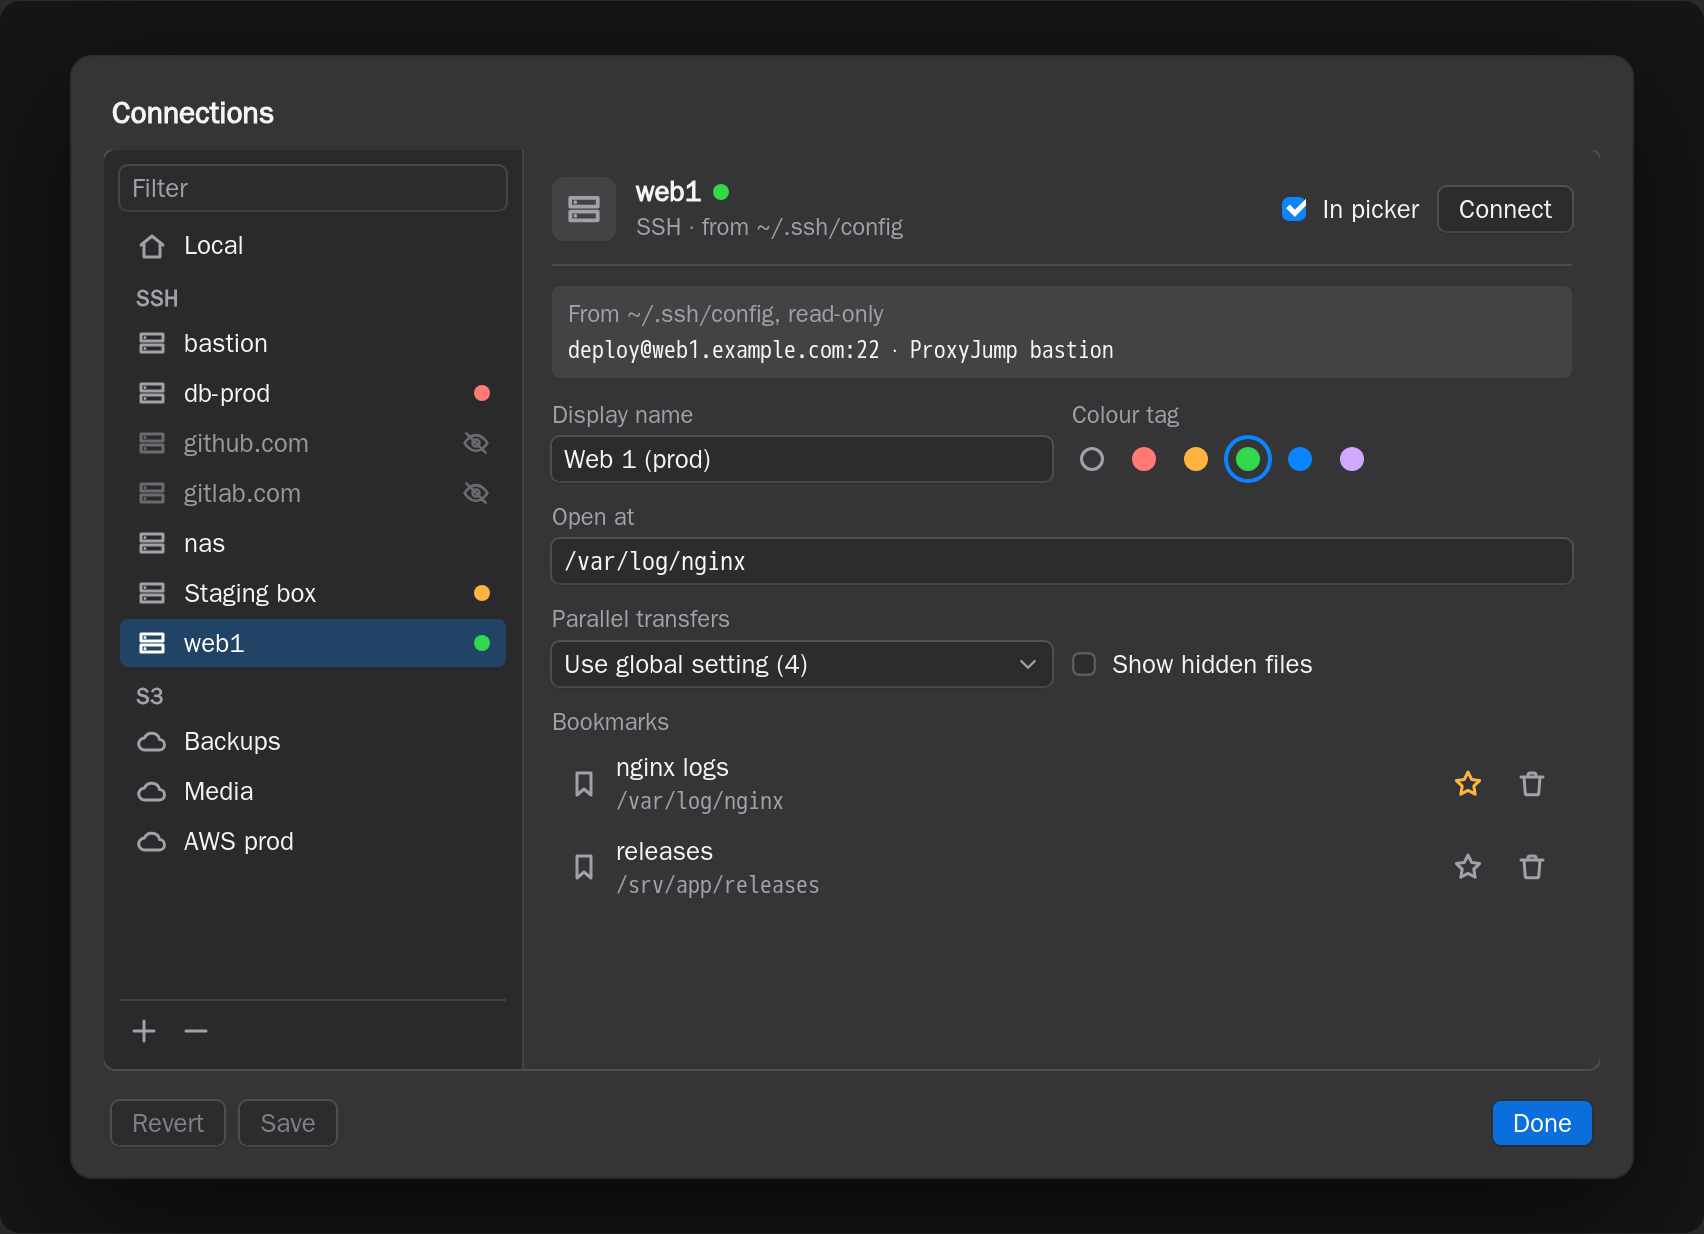 Connections
Filter
Local
SSH
bastion
db-prod
github.com
gitlab.com
nas
Staging box
web1
S3
Backups
Media
AWS prod
web1
SSH · from ~/.ssh/config
In picker
Connect
From ~/.ssh/config, read-only
deploy@web1.example.com:22 · ProxyJump bastion
Display name
Colour tag
Web 1 (prod)
Open at
/var/log/nginx
Parallel transfers
Use global setting (4)
Show hidden files
Bookmarks
nginx logs
/var/log/nginx
releases
/srv/app/releases
Revert
Save
Done